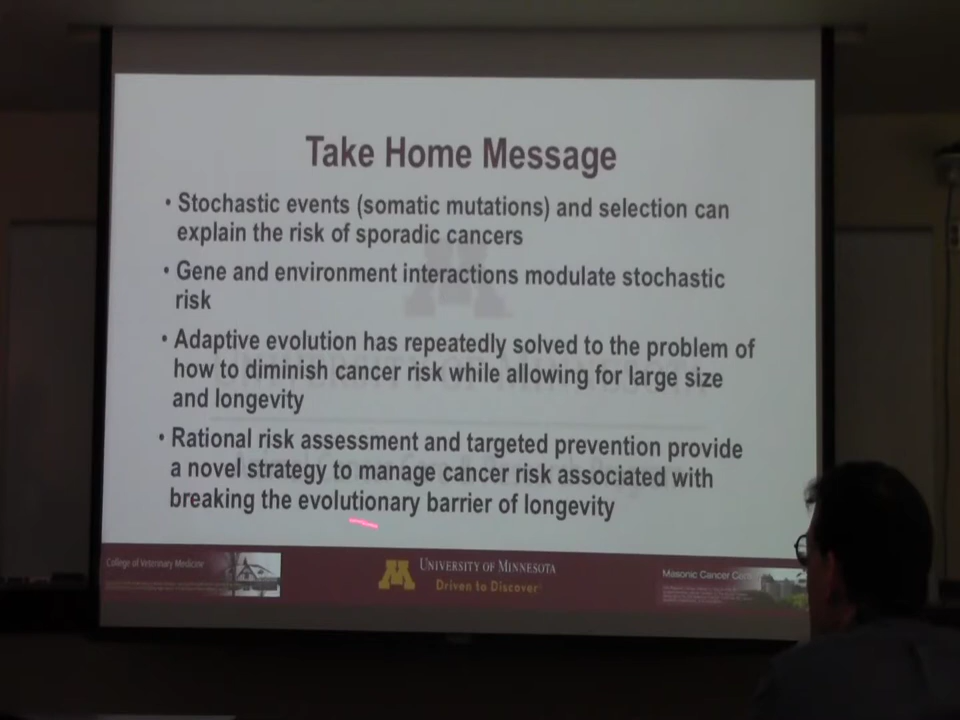 Take Home Message
• Stochastic events (somatic mutations) and selection can
explain the risk of sporadic cancers
• Gene and environment interactions modulate stochastic
risk
• Adaptive evolution has repeatedly solved to the problem of
how to diminish cancer risk while allowing for large size
and longevity
• Rational risk assessment and targeted prevention provide
a novel strategy to manage cancer risk associated with
breaking the evolutionary barrier of longevity
College of Veterinary Medicine
M
UNIVERSITY OF MINNESOTA
Driven to Discover
Masonic Cancer